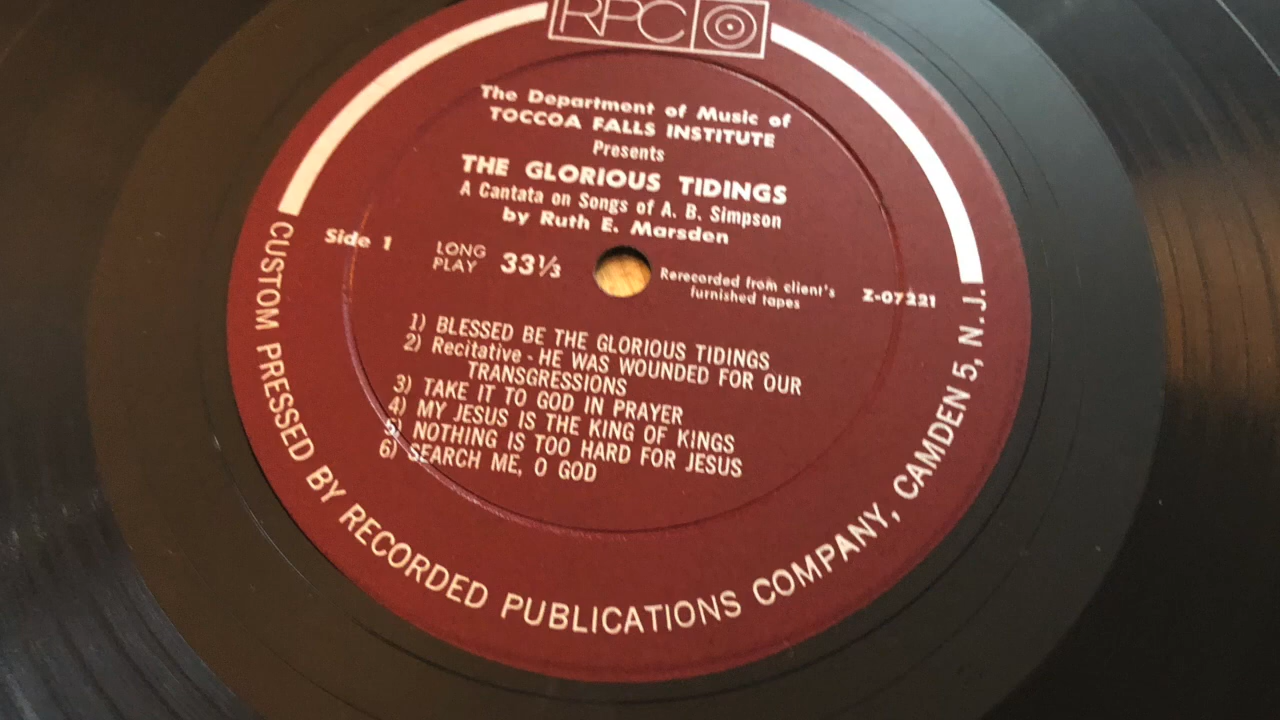 RPC
The Department of Music of
TOCCOA FALLS INSTITUTE
Presents
THE GLORIOUS TIDINGS
A Cantata on Songs of A. B. Simpson
by Ruth E. Marsden
Side 1
LONG PLAY 33⅓
Rerecorded from client's
furnished tapes
Z-07221
1) BLESSED BE THE GLORIOUS TIDINGS
2) Recitative - HE WAS WOUNDED FOR OUR
TRANSGRESSIONS
3) TAKE IT TO GOD IN PRAYER
4) MY JESUS IS THE KING OF KINGS
5) NOTHING IS TOO HARD FOR JESUS
6) SEARCH ME, O GOD
CUSTOM PRESSED BY RECORDED PUBLICATIONS COMPANY, CAMDEN 5, N.J.